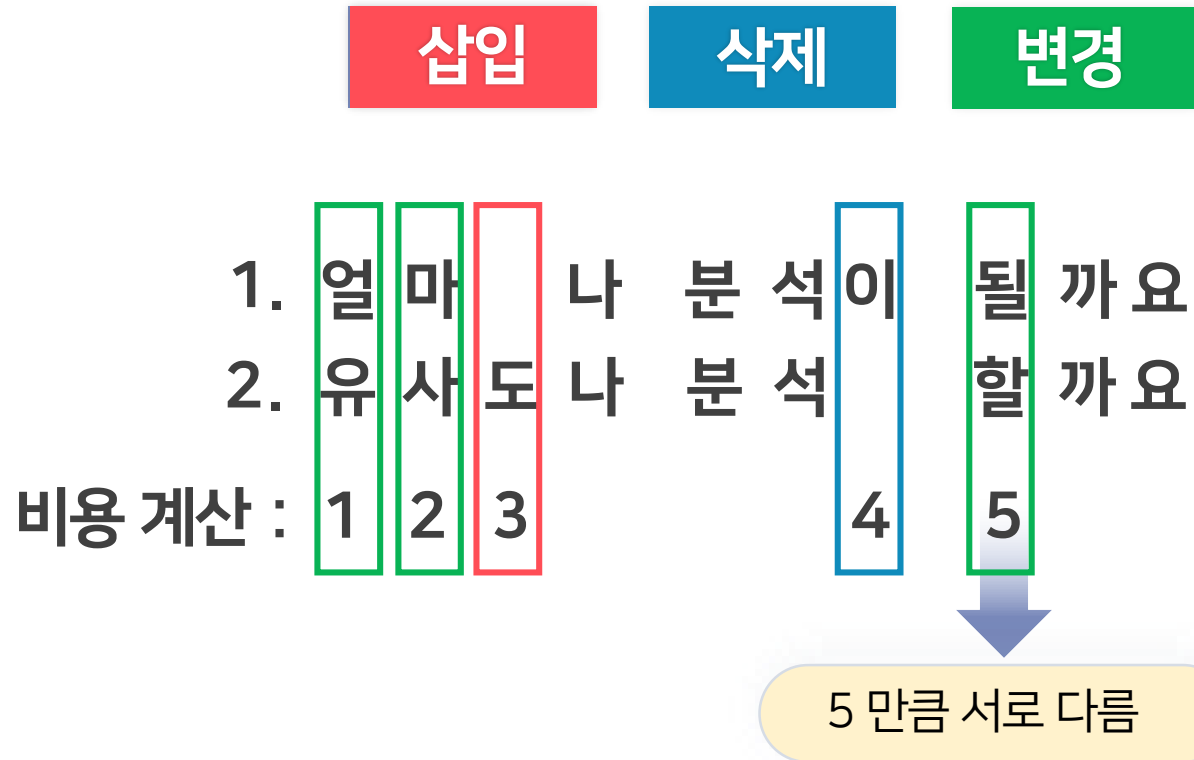 삽입 삭제 변경
1. 얼 마 나 분 석 이 될 까 요
2. 유 사 도 나 분 석 할 까 요
비용 계산 : 1 2 3 4 5
5 만큼 서로 다름